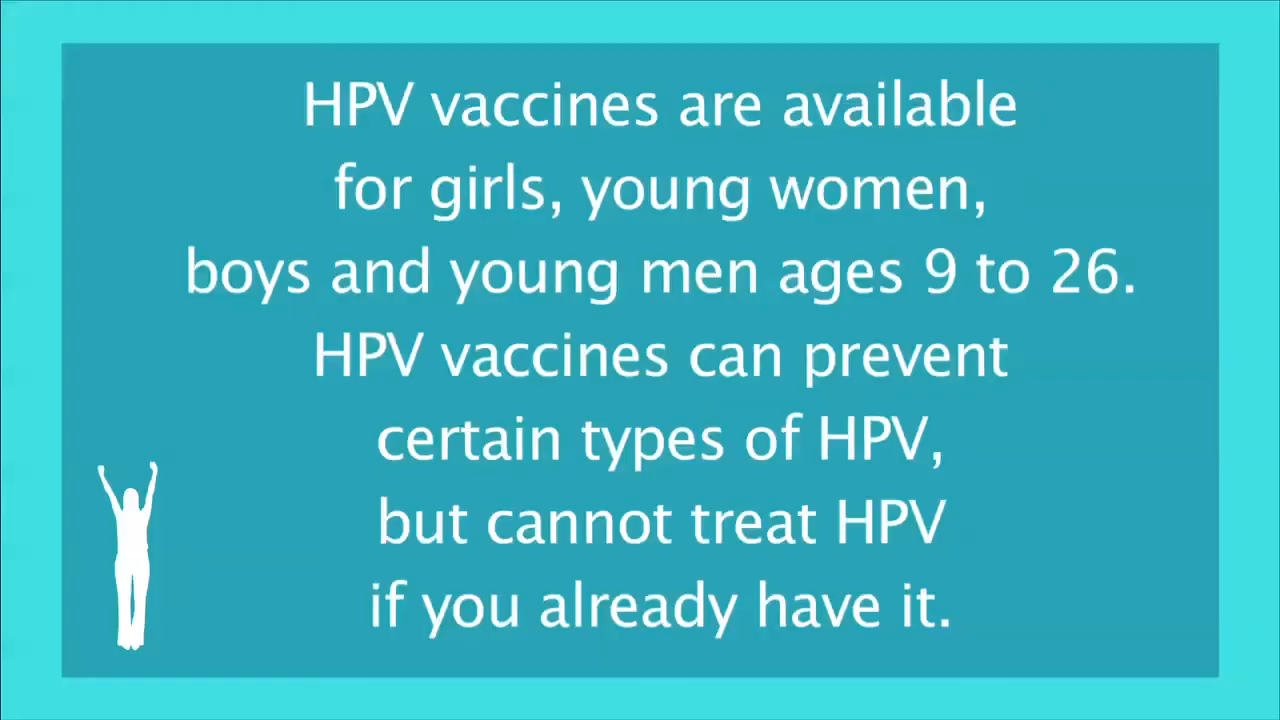 HPV vaccines are available
for girls, young women,
boys and young men ages 9 to 26.
HPV vaccines can prevent
certain types of HPV,
but cannot treat HPV
if you already have it.